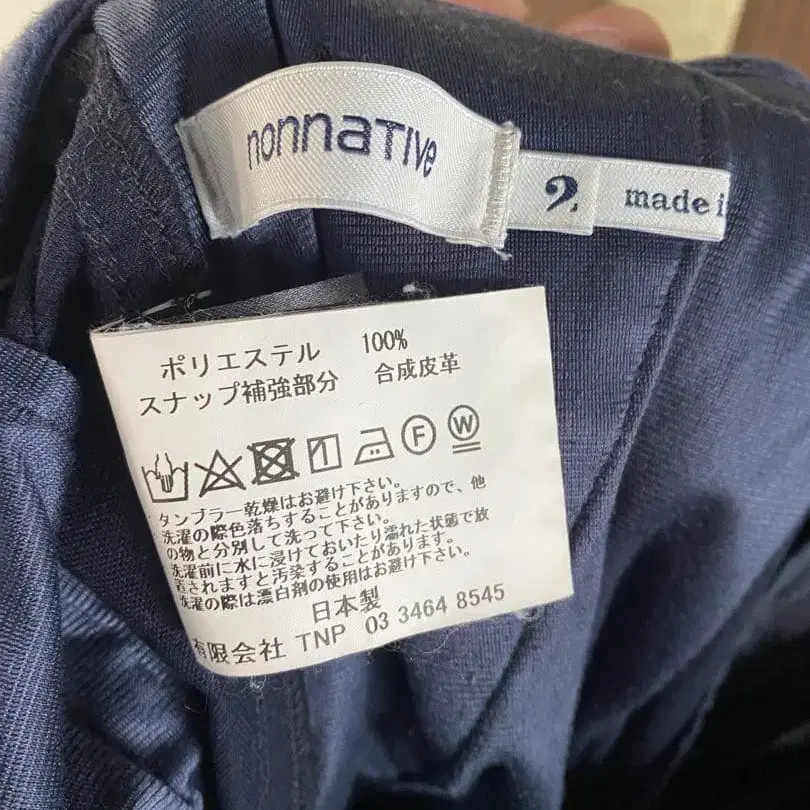 nonnative
2
made i
ポリエステル 100%
スナップ補強部分 合成皮革
F W
タンブラー乾燥はお避け下さい。
洗濯の際色落ちすることがありますので、他
の物と分別して洗って下さい。
洗濯前に水に浸けておいたり濡れた状態で放
置されますと汚染することがあります。
洗濯の際は漂白剤の使用はお避け下さい。
日本製
有限会社 TNP 03 3464 8545